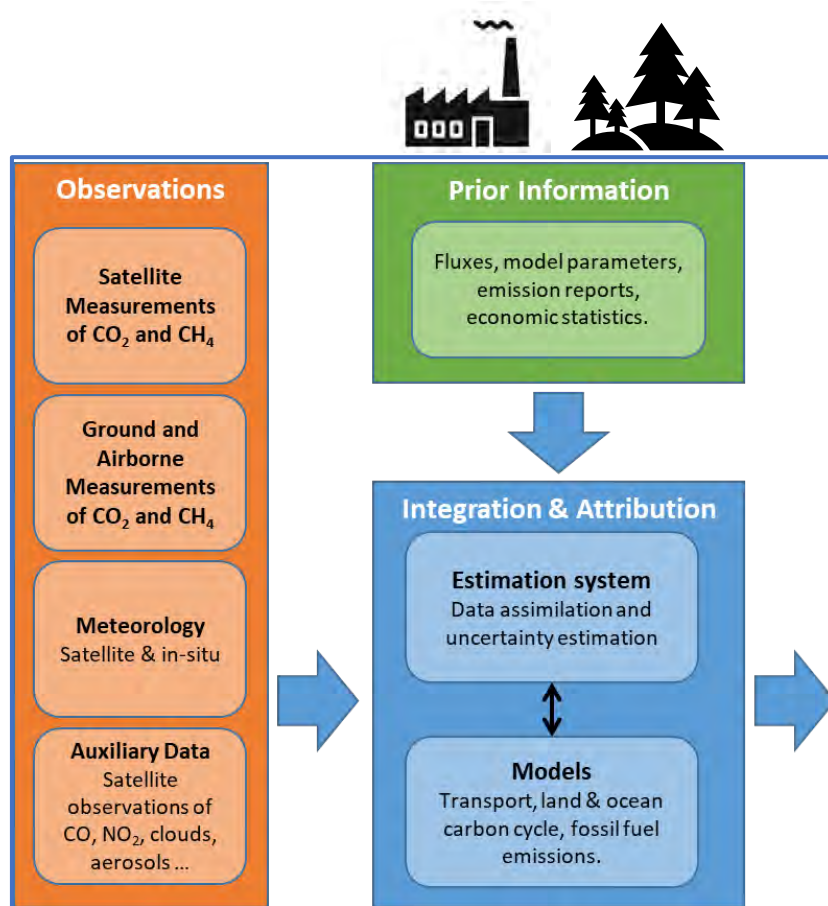 Observations
Satellite
Measurements
of CO₂ and CH₄
Ground and
Airborne
Measurements
of CO₂ and CH₄
Meteorology
Satellite & in-situ
Auxiliary Data
Satellite
observations of
CO, NO₂, clouds,
aerosols ...
Prior Information
Fluxes, model parameters,
emission reports,
economic statistics.
Integration & Attribution
Estimation system
Data assimilation and
uncertainty estimation
Models
Transport, land & ocean
carbon cycle, fossil fuel
emissions.